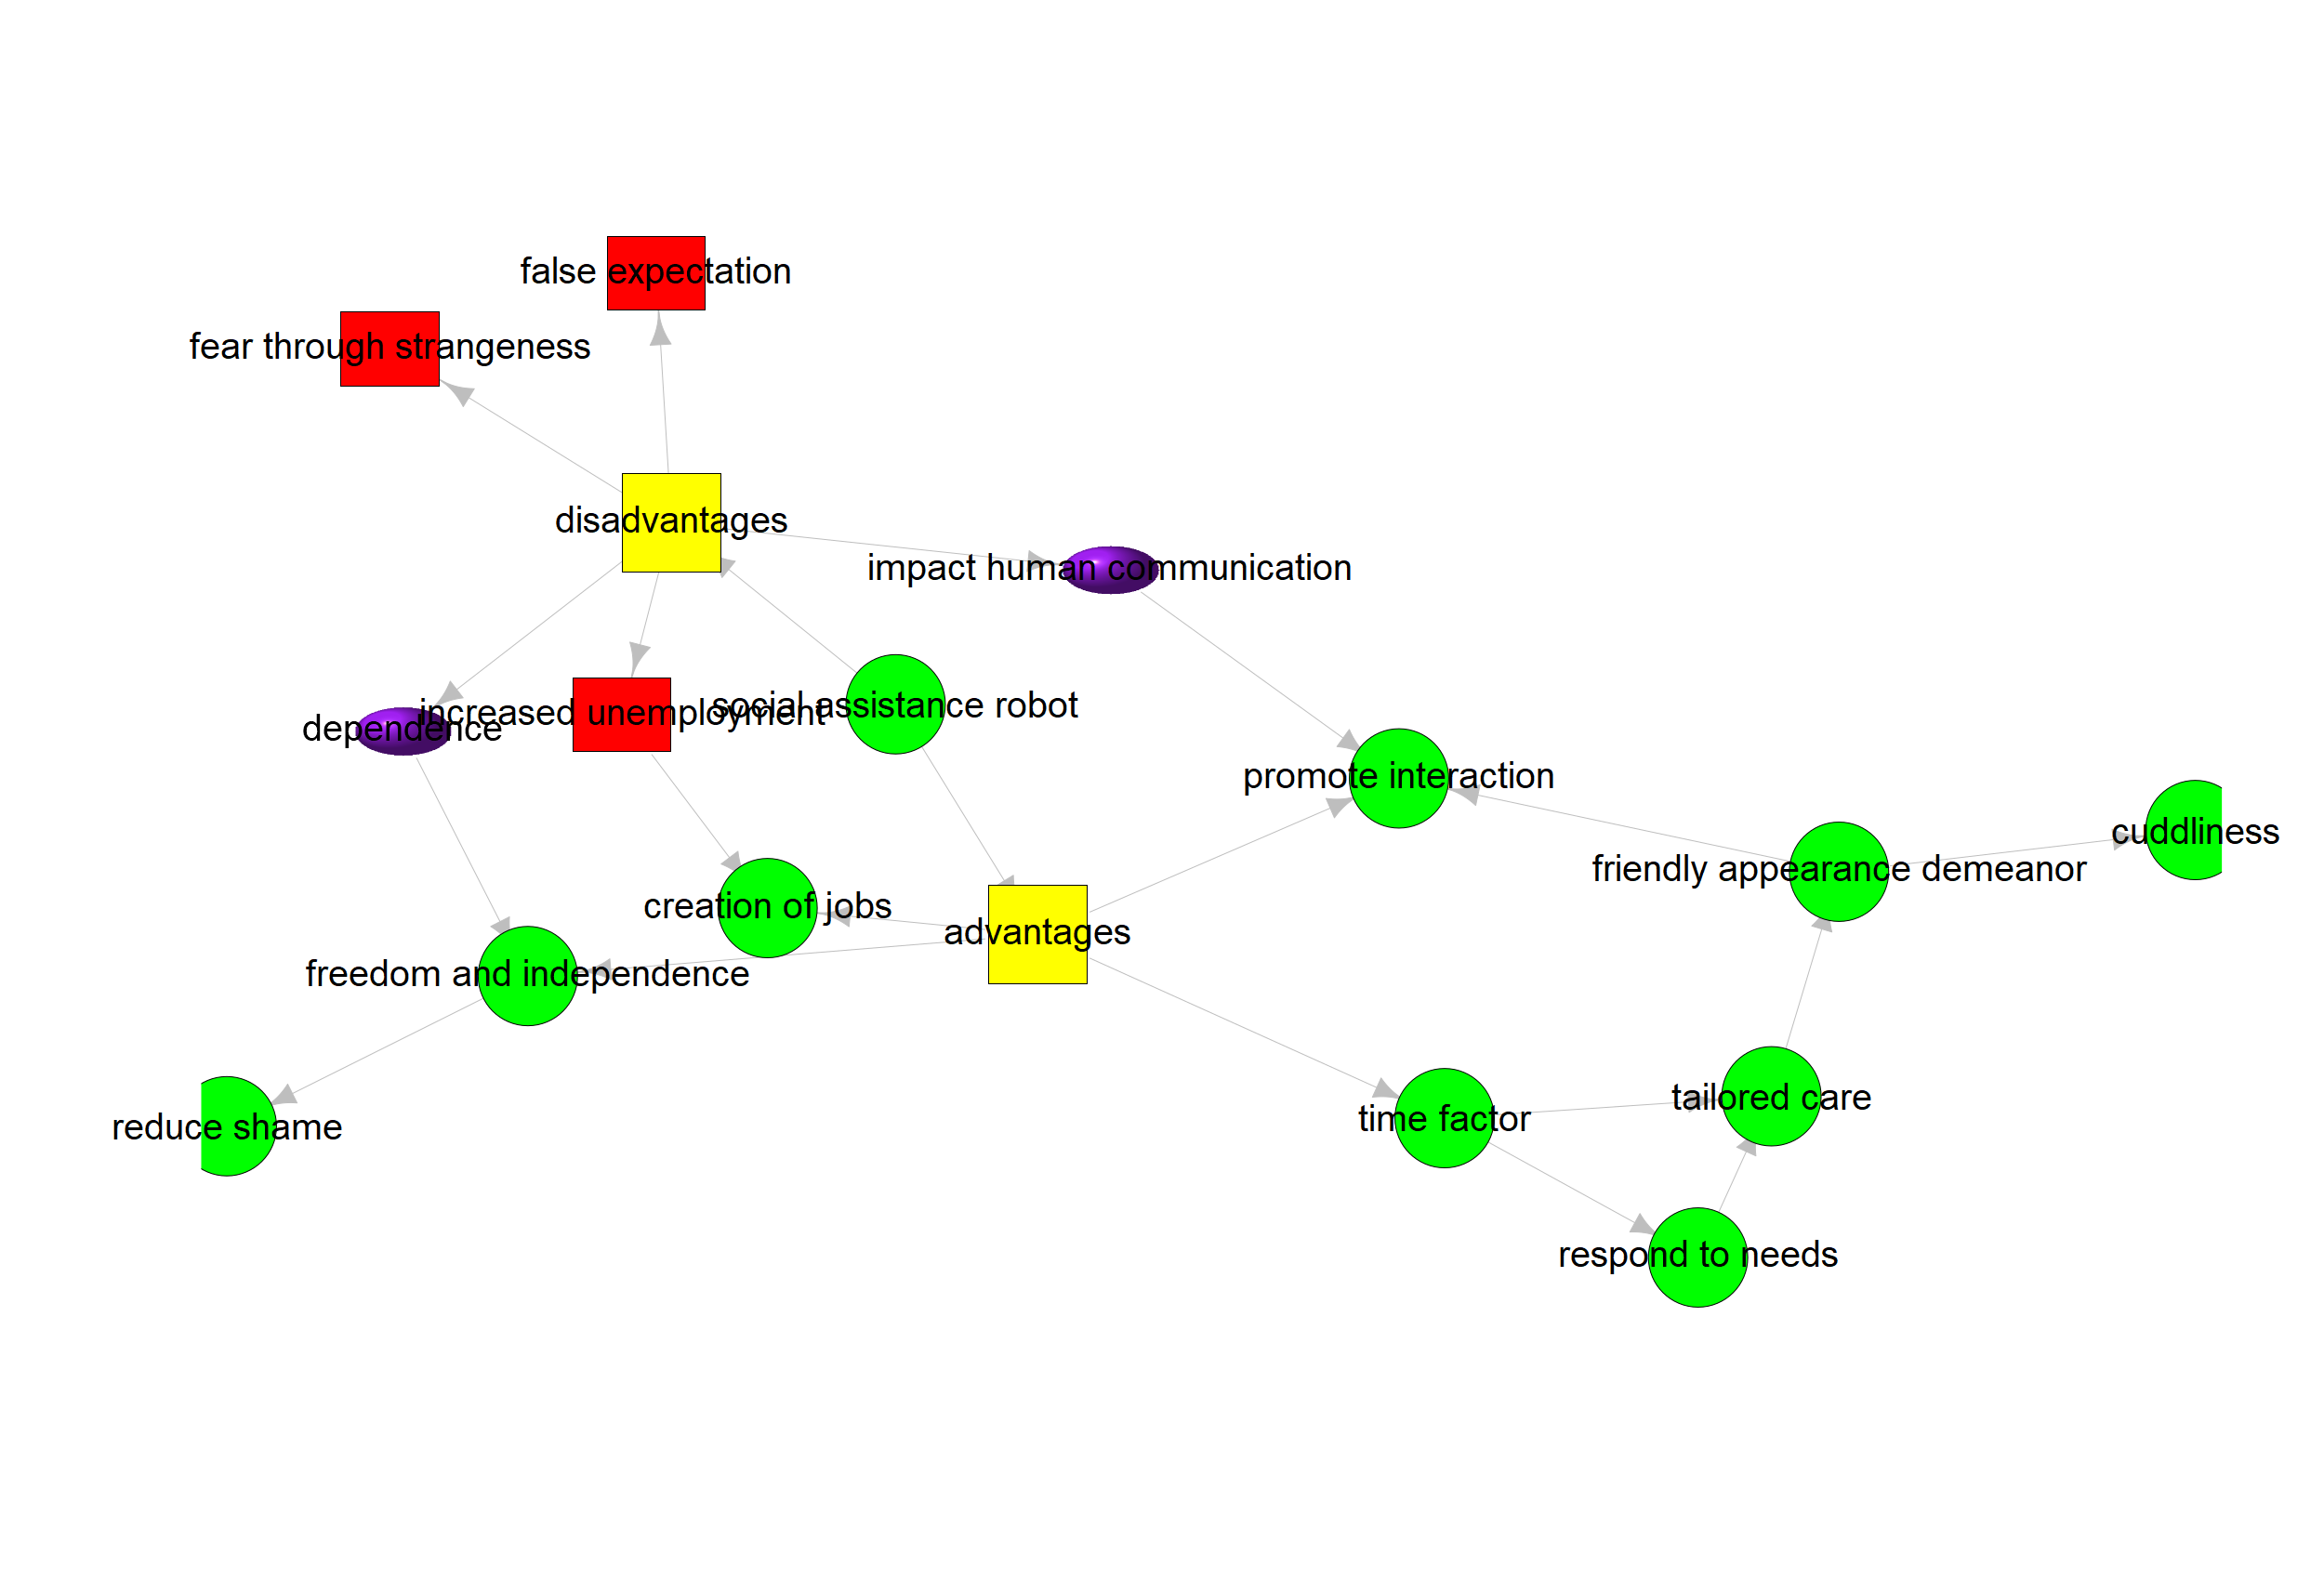 false expectation
fear through strangeness
disadvantages
impact human communication
social assistance robot
increased unemployment
dependence
promote interaction
cuddliness
friendly appearance demeanor
creation of jobs
advantages
freedom and independence
tailored care
time factor
reduce shame
respond to needs